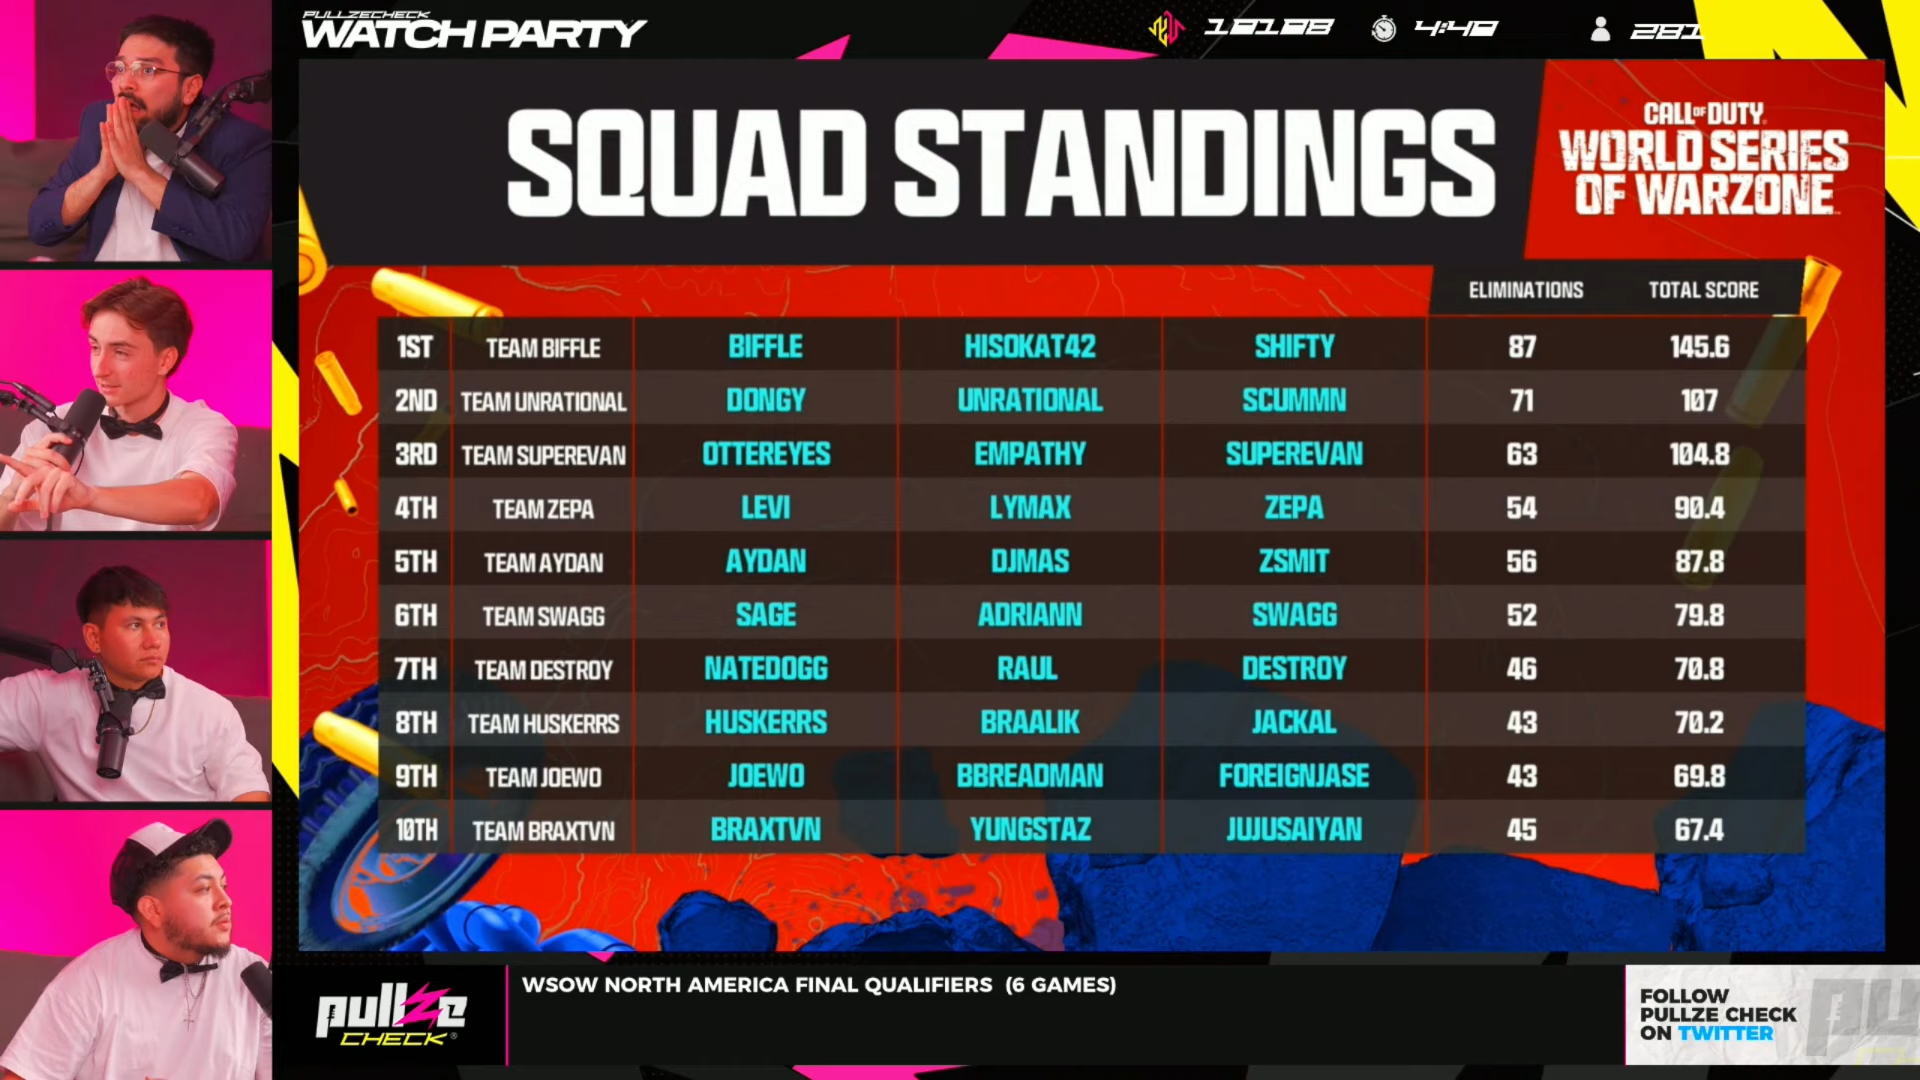 PULLZECHECK
WATCH PARTY
4:40
281
SQUAD STANDINGS
CALL OF DUTY
WORLD SERIES
OF WARZONE
ELIMINATIONS TOTAL SCORE
1ST TEAM BIFFLE BIFFLE HISOKAT42 SHIFTY 87 145.6
2ND TEAM UNRATIONAL DONGY UNRATIONAL SCUMMN 71 107
3RD TEAM SUPEREVAN OTTEREYES EMPATHY SUPEREVAN 63 104.8
4TH TEAM ZEPA LEVI LYMAX ZEPA 54 90.4
5TH TEAM AYDAN AYDAN DJMAS ZSMIT 56 87.8
6TH TEAM SWAGG SAGE ADRIANN SWAGG 52 79.8
7TH TEAM DESTROY NATEDOGG RAUL DESTROY 46 70.8
8TH TEAM HUSKERRS HUSKERRS BRAALIK JACKAL 43 70.2
9TH TEAM JOEWO JOEWO BBREADMAN FOREIGNJASE 43 69.8
10TH TEAM BRAXTVN BRAXTVN YUNGSTAZ JUJUSAIYAN 45 67.4
pullze
CHECK
WSOW NORTH AMERICA FINAL QUALIFIERS (6 GAMES)
FOLLOW
PULLZE CHECK
ON TWITTER